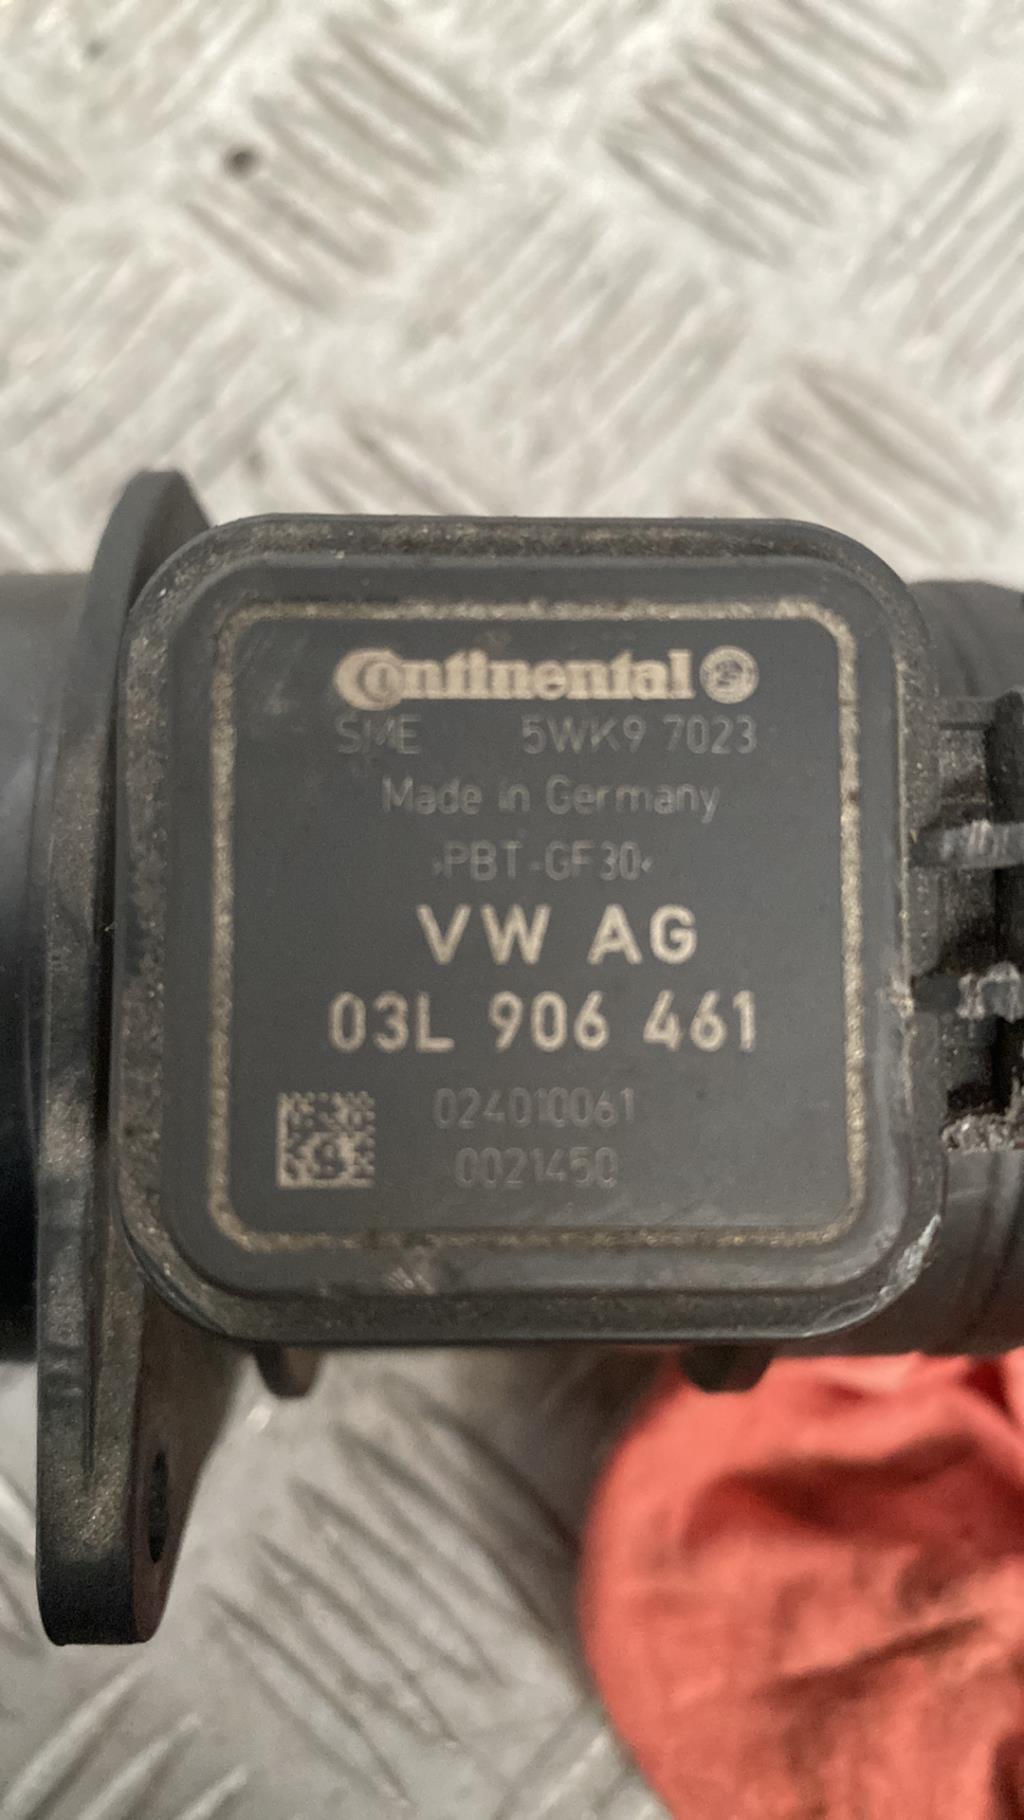 Continental
SME 5WK9 7023
Made in Germany
>PBT-GF30<
VW AG
03L 906 461
024010061
0021450